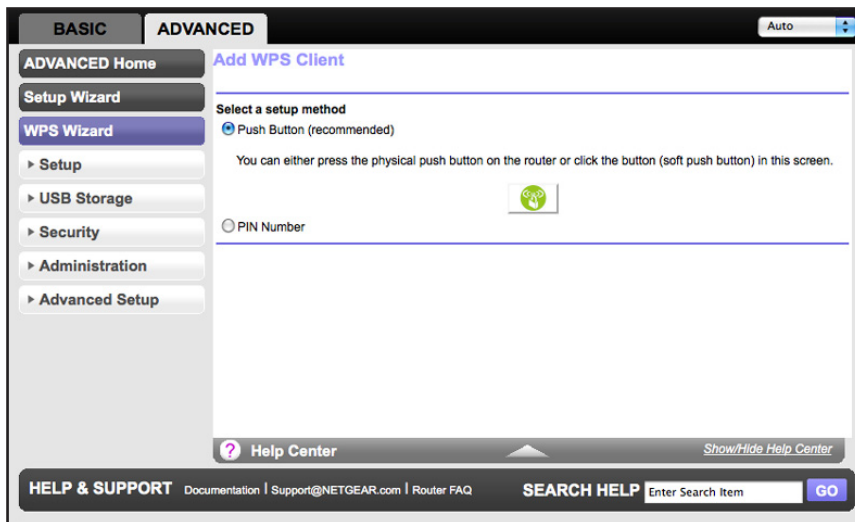 BASIC
ADVANCED
Auto
ADVANCED Home
Setup Wizard
WPS Wizard
Setup
USB Storage
Security
Administration
Advanced Setup
Add WPS Client
Select a setup method
Push Button (recommended)
You can either press the physical push button on the router or click the button (soft push button) in this screen.
PIN Number
? Help Center
Show/Hide Help Center
HELP & SUPPORT Documentation | Support@NETGEAR.com | Router FAQ
SEARCH HELP Enter Search Item GO